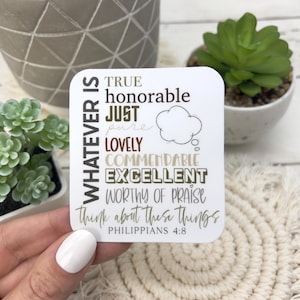 WHATEVER IS
TRUE
honorable
JUST
pure
LOVELY
COMMENDABLE
EXCELLENT
WORTHY OF PRAISE
think about these things
PHILIPPIANS 4:8